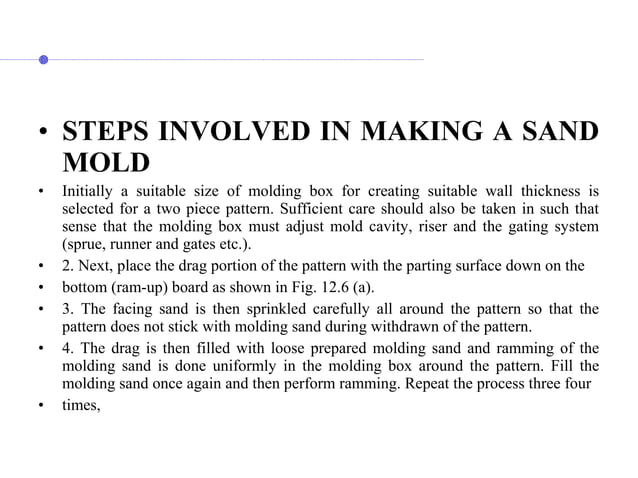 • STEPS INVOLVED IN MAKING A SAND
MOLD
• Initially a suitable size of molding box for creating suitable wall thickness is
selected for a two piece pattern. Sufficient care should also be taken in such that
sense that the molding box must adjust mold cavity, riser and the gating system
(sprue, runner and gates etc.).
• 2. Next, place the drag portion of the pattern with the parting surface down on the
• bottom (ram-up) board as shown in Fig. 12.6 (a).
• 3. The facing sand is then sprinkled carefully all around the pattern so that the
pattern does not stick with molding sand during withdrawn of the pattern.
• 4. The drag is then filled with loose prepared molding sand and ramming of the
molding sand is done uniformly in the molding box around the pattern. Fill the
molding sand once again and then perform ramming. Repeat the process three four
• times,